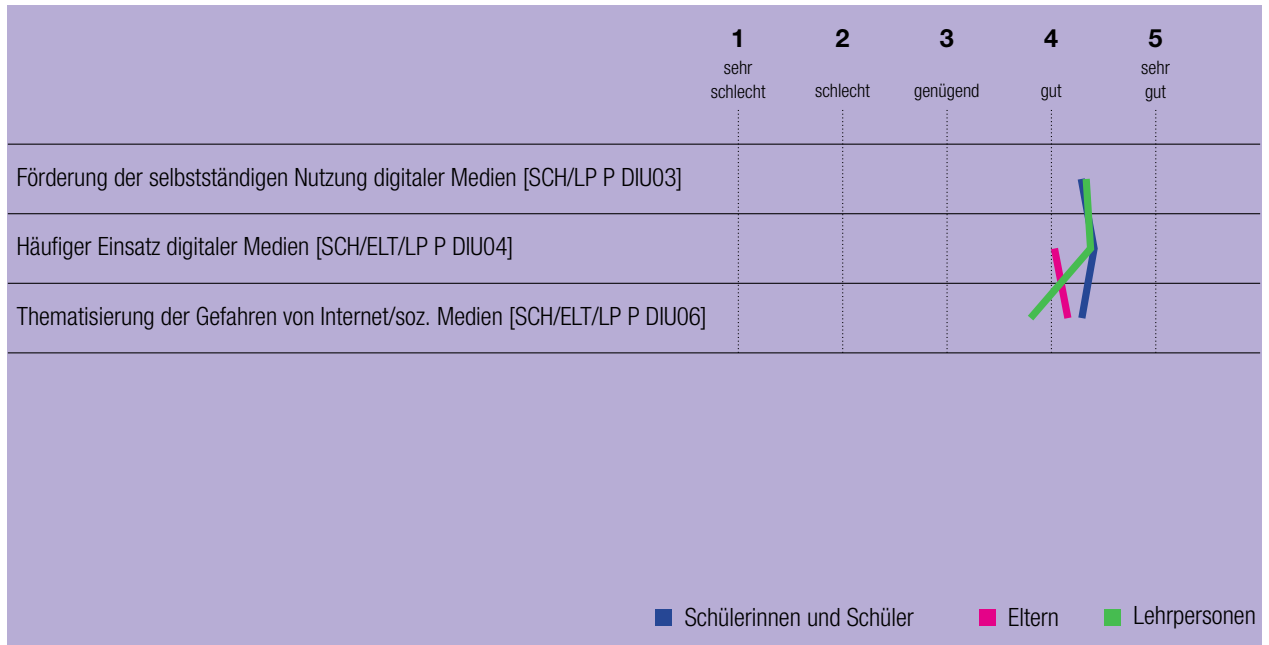 1 2 3 4 5
sehr schlecht schlecht genügend gut sehr gut
Förderung der selbstständigen Nutzung digitaler Medien [SCH/LP P DIU03]
Häufiger Einsatz digitaler Medien [SCH/ELT/LP P DIU04]
Thematisierung der Gefahren von Internet/soz. Medien [SCH/ELT/LP P DIU06]
Schülerinnen und Schüler Eltern Lehrpersonen